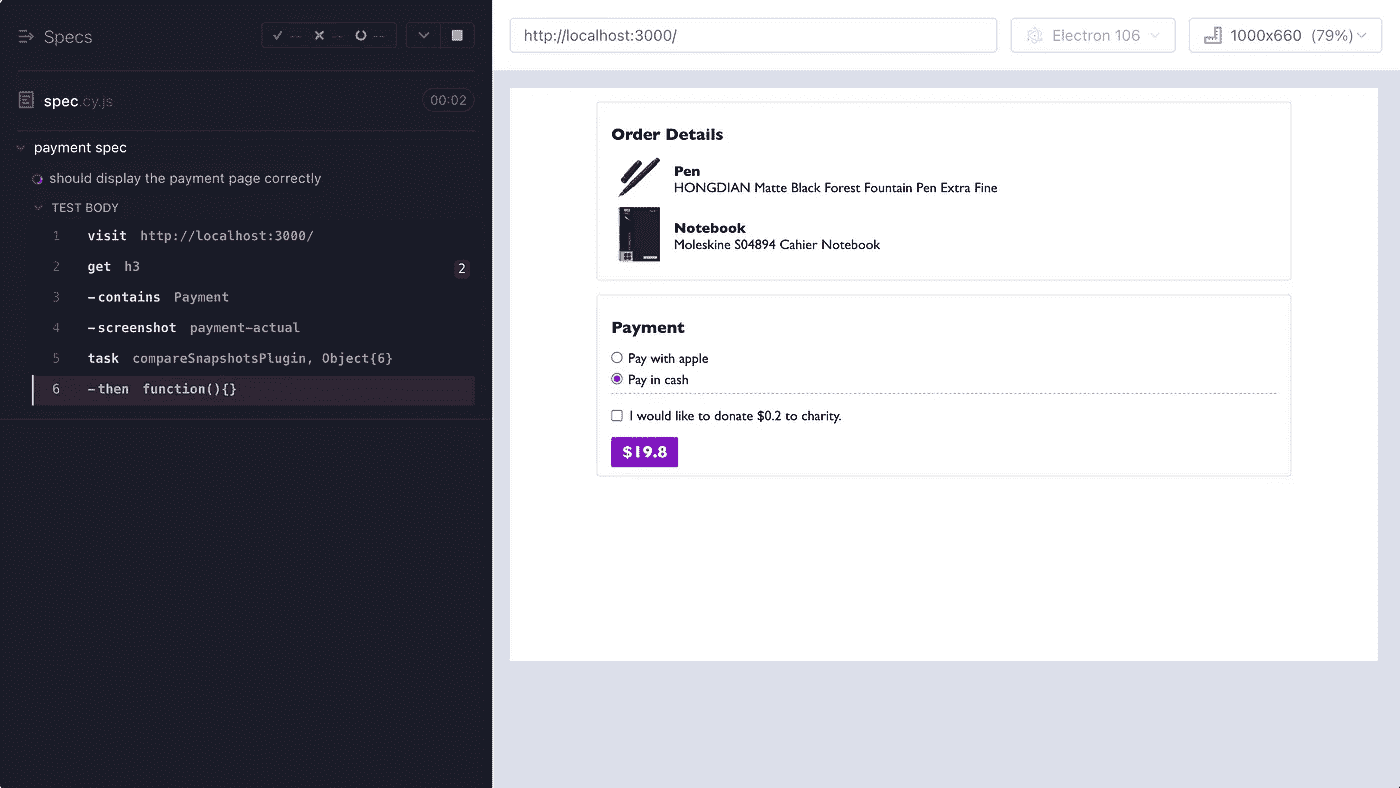 Specs
-- -- --
spec.cy.js
00:02
payment spec
should display the payment page correctly
TEST BODY
1 visit http://localhost:3000/
2 get h3 2
3 -contains Payment
4 -screenshot payment-actual
5 task compareSnapshotsPlugin, Object{6}
6 -then function(){}
http://localhost:3000/
Electron 106
1000x660 (79%)
Order Details
Pen
HONGDIAN Matte Black Forest Fountain Pen Extra Fine
Notebook
Moleskine S04894 Cahier Notebook
Payment
Pay with apple
Pay in cash
I would like to donate $0.2 to charity.
$19.8